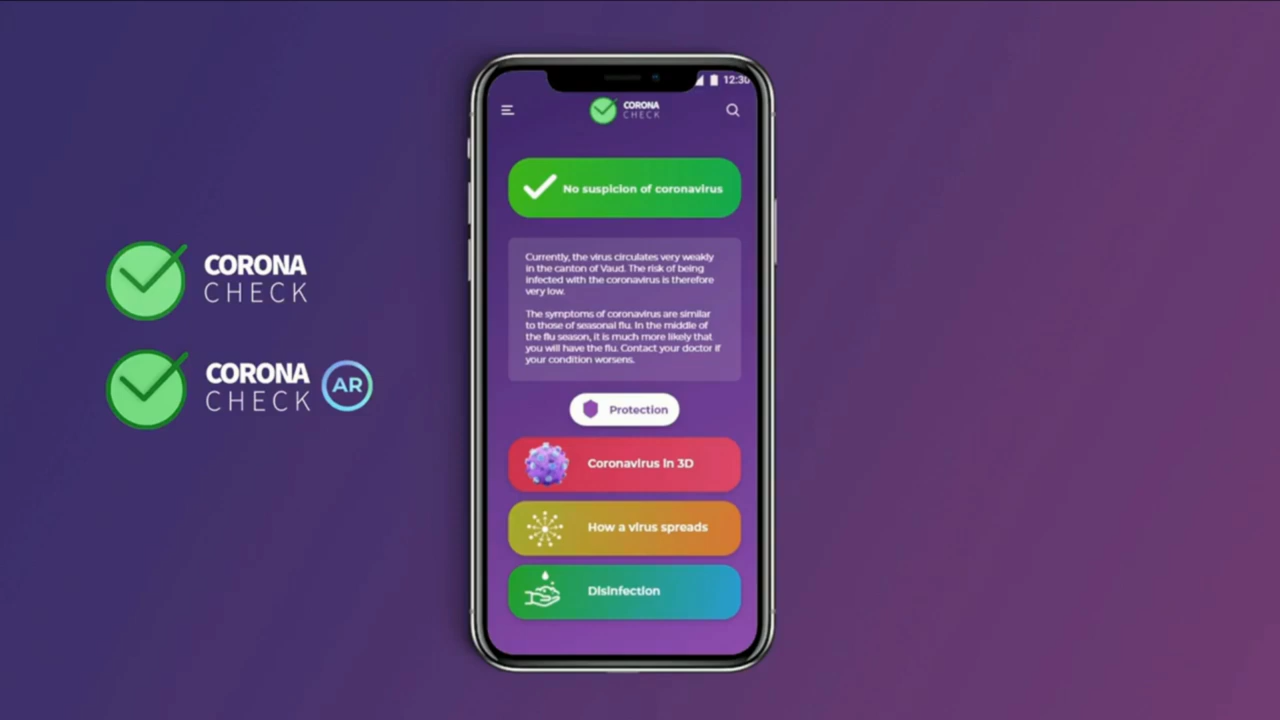 CORONA
CHECK
CORONA
CHECK
AR
12:30
CORONA
CHECK
No suspicion of coronavirus
Currently, the virus circulates very weakly
in the canton of Vaud. The risk of being
infected with the coronavirus is therefore
very low.
The symptoms of coronavirus are similar
to those of seasonal flu. In the middle of
the flu season, it is much more likely that
you will have the flu. Contact your doctor if
your condition worsens.
Protection
Coronavirus in 3D
How a virus spreads
Disinfection